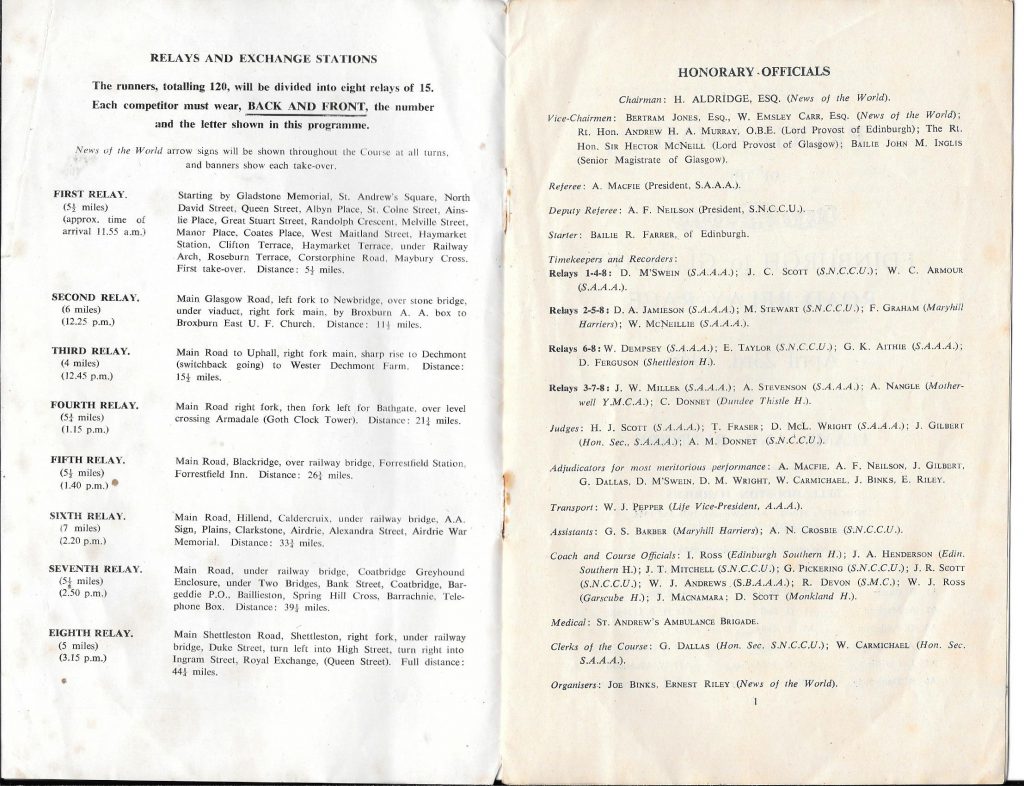 RELAYS AND EXCHANGE STATIONS
The runners, totalling 120, will be divided into eight relays of 15.
Each competitor must wear, BACK AND FRONT, the number
and the letter shown in this programme.
News of the World arrow signs will be shown throughout the Course at all turns,
and banners show each take-over.
FIRST RELAY.
(5½ miles)
(approx. time of
arrival 11.55 a.m.)
Starting by Gladstone Memorial, St. Andrew's Square, North
David Street, Queen Street, Albyn Place, St. Colne Street, Ains-
lie Place, Great Stuart Street, Randolph Crescent, Melville Street,
Manor Place, Coates Place, West Maitland Street, Haymarket
Station, Clifton Terrace, Haymarket Terrace, under Railway
Arch, Roseburn Terrace, Corstorphine Road, Maybury Cross.
First take-over. Distance: 5½ miles.
SECOND RELAY.
(6 miles)
(12.25 p.m.)
Main Glasgow Road, left fork to Newbridge, over stone bridge,
under viaduct, right fork main, by Broxburn A. A. box to
Broxburn East U. F. Church. Distance: 11½ miles.
THIRD RELAY.
(4 miles)
(12.45 p.m.)
Main Road to Uphall, right fork main, sharp rise to Dechmont
(switchback going) to Wester Dechmont Farm. Distance:
15½ miles.
FOURTH RELAY.
(5¾ miles)
(1.15 p.m.)
Main Road right fork, then fork left for Bathgate, over level
crossing Armadale (Goth Clock Tower). Distance: 21¼ miles.
FIFTH RELAY.
(5½ miles)
(1.40 p.m.)
Main Road, Blackridge, over railway bridge, Forrestfield Station,
Forrestfield Inn. Distance: 26¾ miles.
SIXTH RELAY.
(7 miles)
(2.20 p.m.)
Main Road, Hillend, Caldercruix, under railway bridge, A.A.
Sign, Plains, Clarkstone, Airdrie, Alexandra Street, Airdrie War
Memorial. Distance: 33¾ miles.
SEVENTH RELAY.
(5½ miles)
(2.50 p.m.)
Main Road, under railway bridge, Coatbridge Greyhound
Enclosure, under Two Bridges, Bank Street, Coatbridge, Bar-
geddie P.O., Baillieston, Spring Hill Cross, Barrachnie, Tele-
phone Box. Distance: 39¼ miles.
EIGHTH RELAY.
(5 miles)
(3.15 p.m.)
Main Shettleston Road, Shettleston, right fork, under railway
bridge, Duke Street, turn left into High Street, turn right into
Ingram Street, Royal Exchange, (Queen Street). Full distance:
44¼ miles.
HONORARY OFFICIALS
Chairman: H. ALDRIDGE, ESQ. (News of the World).
Vice-Chairmen: BERTRAM JONES, ESQ., W. EMSLEY CARR, ESQ. (News of the World);
Rt. Hon. ANDREW H. A. MURRAY, O.B.E. (Lord Provost of Edinburgh); The Rt.
Hon. SIR HECTOR MCNEILL (Lord Provost of Glasgow); BAILIE JOHN M. INGLIS
(Senior Magistrate of Glasgow).
Referee: A. MACFIE (President, S.A.A.A.).
Deputy Referee: A. F. NEILSON (President, S.N.C.C.U.).
Starter: BAILIE R. FARRER, of Edinburgh.
Timekeepers and Recorders:
Relays 1-4-8: D. M'SWEIN (S.A.A.A.); J. C. SCOTT (S.N.C.C.U.); W. C. ARMOUR
(S.A.A.A.).
Relays 2-5-8: D. A. JAMIESON (S.A.A.A.); M. STEWART (S.N.C.C.U.); F. GRAHAM (Maryhill
Harriers); W. MCNEILLIE (S.A.A.A.).
Relays 6-8: W. DEMPSEY (S.A.A.A.); E. TAYLOR (S.N.C.C.U.); G. K. AITHIE (S.A.A.A.);
D. FERGUSON (Shettleston H.).
Relays 3-7-8: J. W. MILLER (S.A.A.A.); A. STEVENSON (S.A.A.A.); A. NANGLE (Mother-
well Y.M.C.A.); C. DONNET (Dundee Thistle H.).
Judges: H. J. SCOTT (S.A.A.A.); T. FRASER; D. MCL. WRIGHT (S.A.A.A.); J. GILBERT
(Hon. Sec., S.A.A.A.); A. M. DONNET (S.N.C.C.U.).
Adjudicators for most meritorious performance: A. MACFIE, A. F. NEILSON, J. GILBERT,
G. DALLAS, D. M'SWEIN, D. M. WRIGHT, W. CARMICHAEL, J. BINKS, E. RILEY.
Transport: W. J. PEPPER (Life Vice-President, A.A.A.).
Assistants: G. S. BARBER (Maryhill Harriers); A. N. CROSBIE (S.N.C.C.U.).
Coach and Course Officials: I. ROSS (Edinburgh Southern H.); J. A. HENDERSON (Edin.
Southern H.); J. T. MITCHELL (S.N.C.C.U.); G. PICKERING (S.N.C.C.U.); J. R. SCOTT
(S.N.C.C.U.); W. J. ANDREWS (S.B.A.A.A.); R. DEVON (S.M.C.); W. J. ROSS
(Garscube H.); J. MACNAMARA; D. SCOTT (Monkland H.).
Medical: ST. ANDREW'S AMBULANCE BRIGADE.
Clerks of the Course: G. DALLAS (Hon. Sec. S.N.C.C.U.); W. CARMICHAEL (Hon. Sec.
S.A.A.A.).
Organisers: JOE BINKS, ERNEST RILEY (News of the World).
1